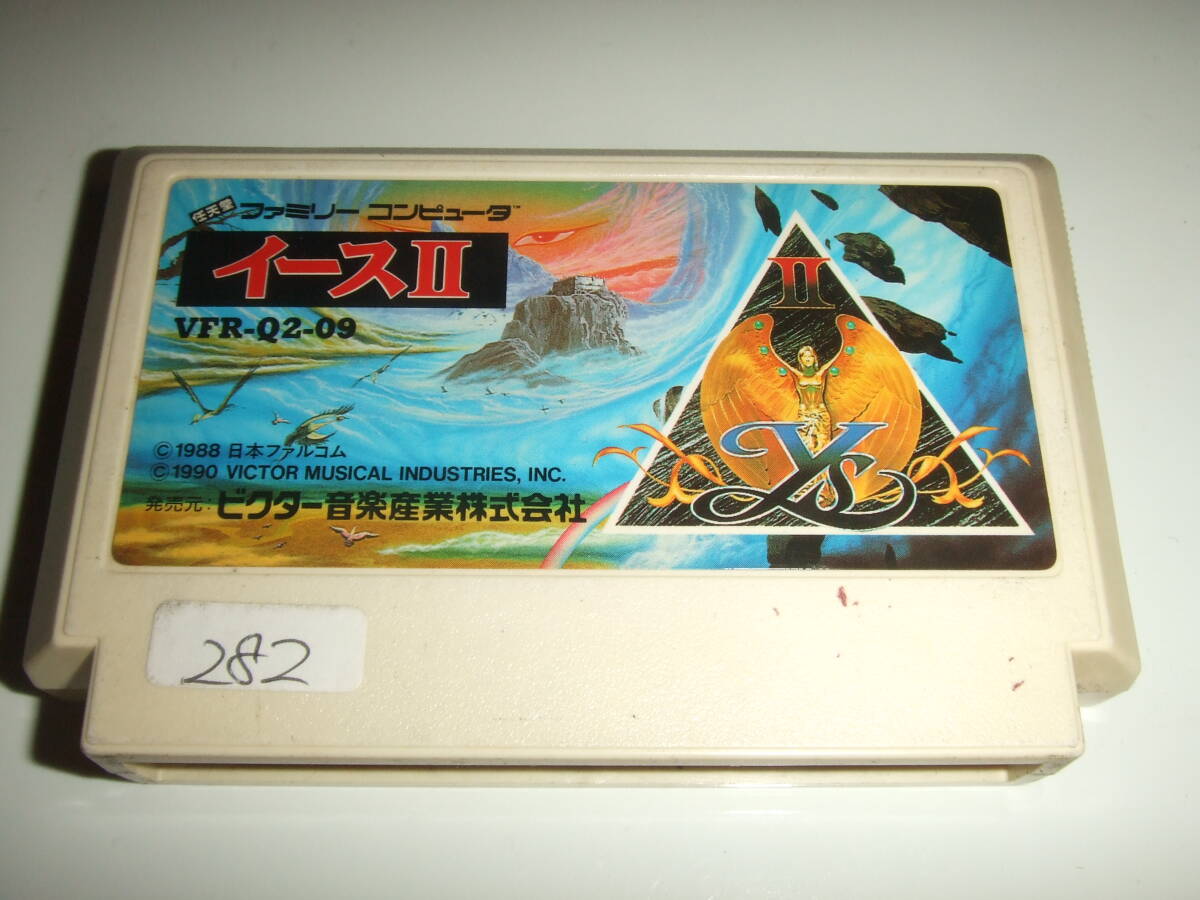 任天堂 ファミリー コンピュータ™
イースII
VFR-Q2-09
II
Ys
©1988 日本ファルコム
©1990 VICTOR MUSICAL INDUSTRIES, INC.
発売元:ビクター音楽産業株式会社
282